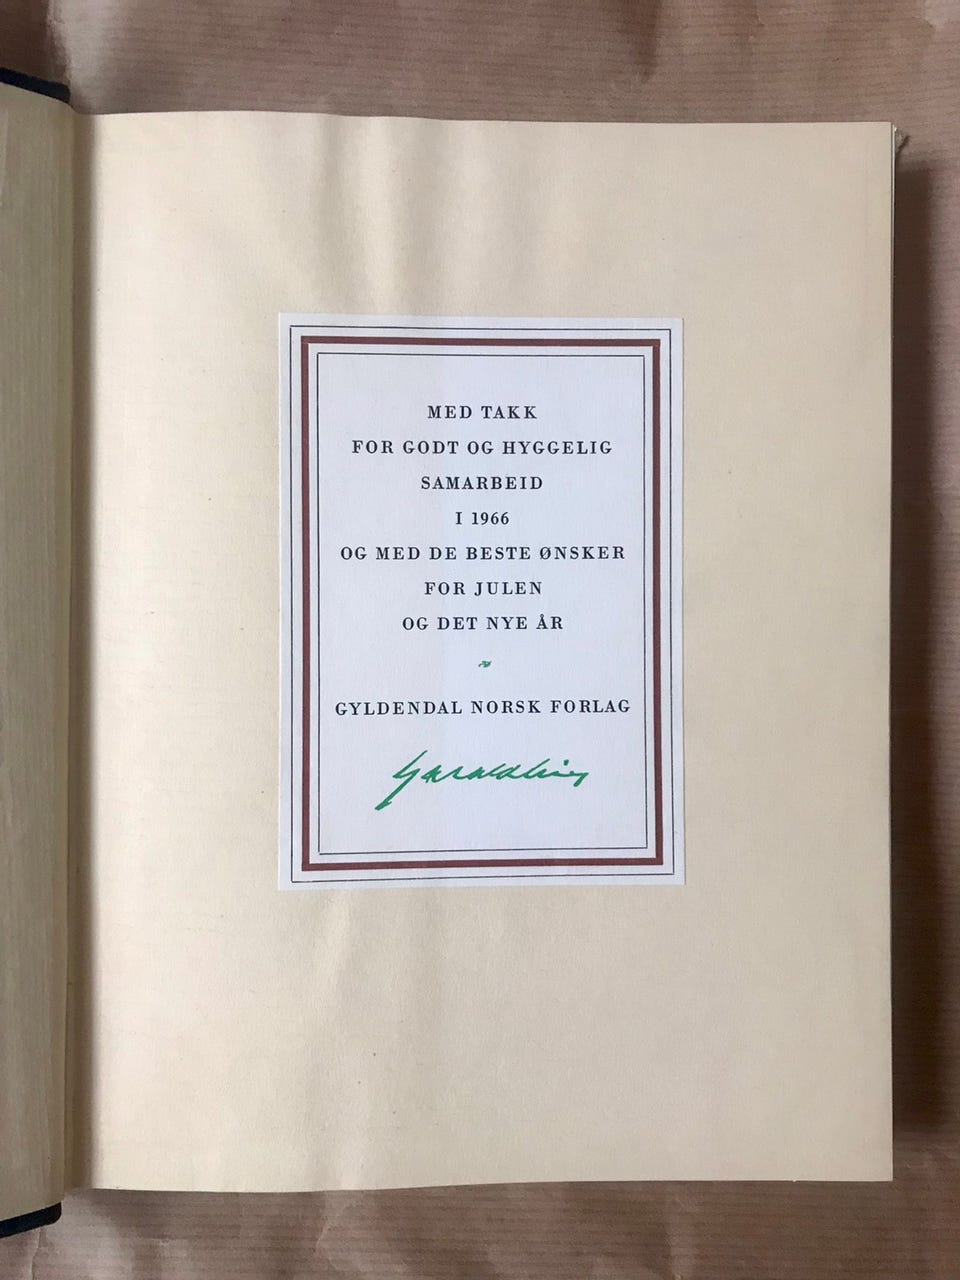 MED TAKK
FOR GODT OG HYGGELIG
SAMARBEID
I 1966
OG MED DE BESTE ØNSKER
FOR JULEN
OG DET NYE ÅR
GYLDENDAL NORSK FORLAG